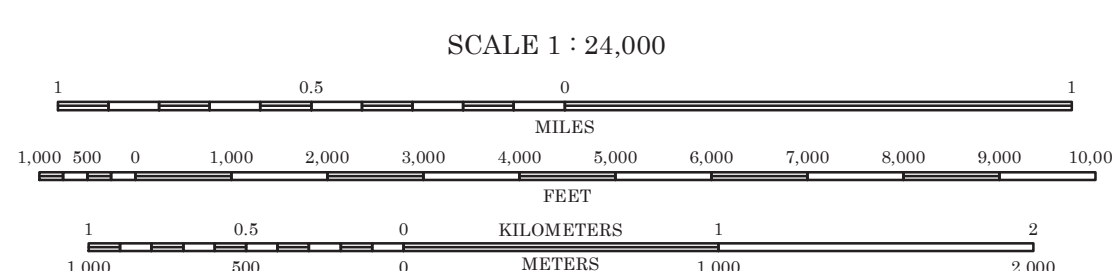 SCALE 1 : 24,000
1 0.5 0 1
MILES
1,000 500 0 1,000 2,000 3,000 4,000 5,000 6,000 7,000 8,000 9,000 10,00
FEET
1 0.5 0 KILOMETERS 1 2
1,000 500 0 METERS 1,000 2,000